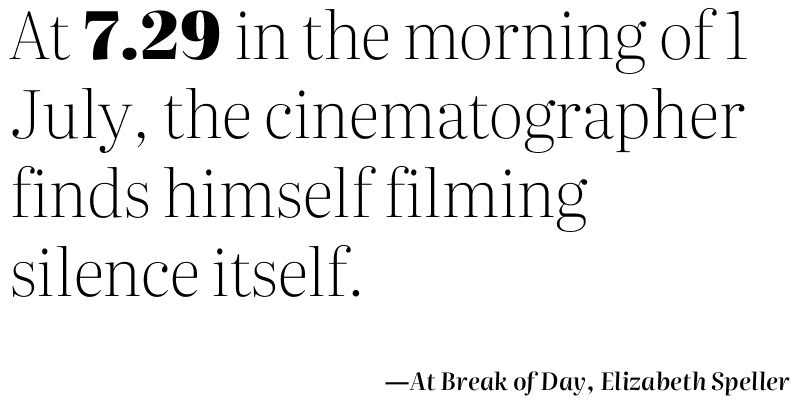 At 7.29 in the morning of 1
July, the cinematographer
finds himself filming
silence itself.
—At Break of Day, Elizabeth Speller